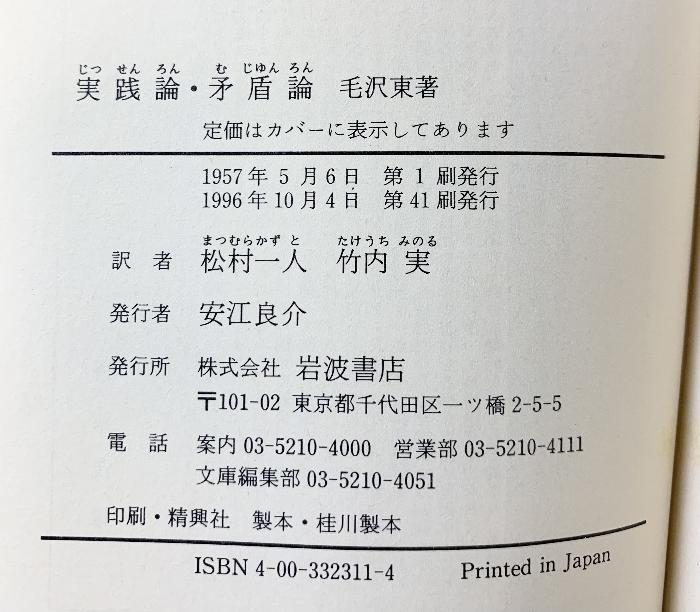 じつ せん ろん む じゅん ろん
実践論・矛盾論 毛沢東著
定価はカバーに表示してあります
1957年5月6日 第1刷発行
1996年10月4日 第41刷発行
まつむらかずと たけうち みのる
訳者 松村一人 竹内 実
発行者 安江良介
発行所 株式会社 岩波書店
〒101-02 東京都千代田区一ツ橋2-5-5
電話 案内 03-5210-4000 営業部 03-5210-4111
文庫編集部 03-5210-4051
印刷・精興社 製本・桂川製本
ISBN 4-00-332311-4 Printed in Japan